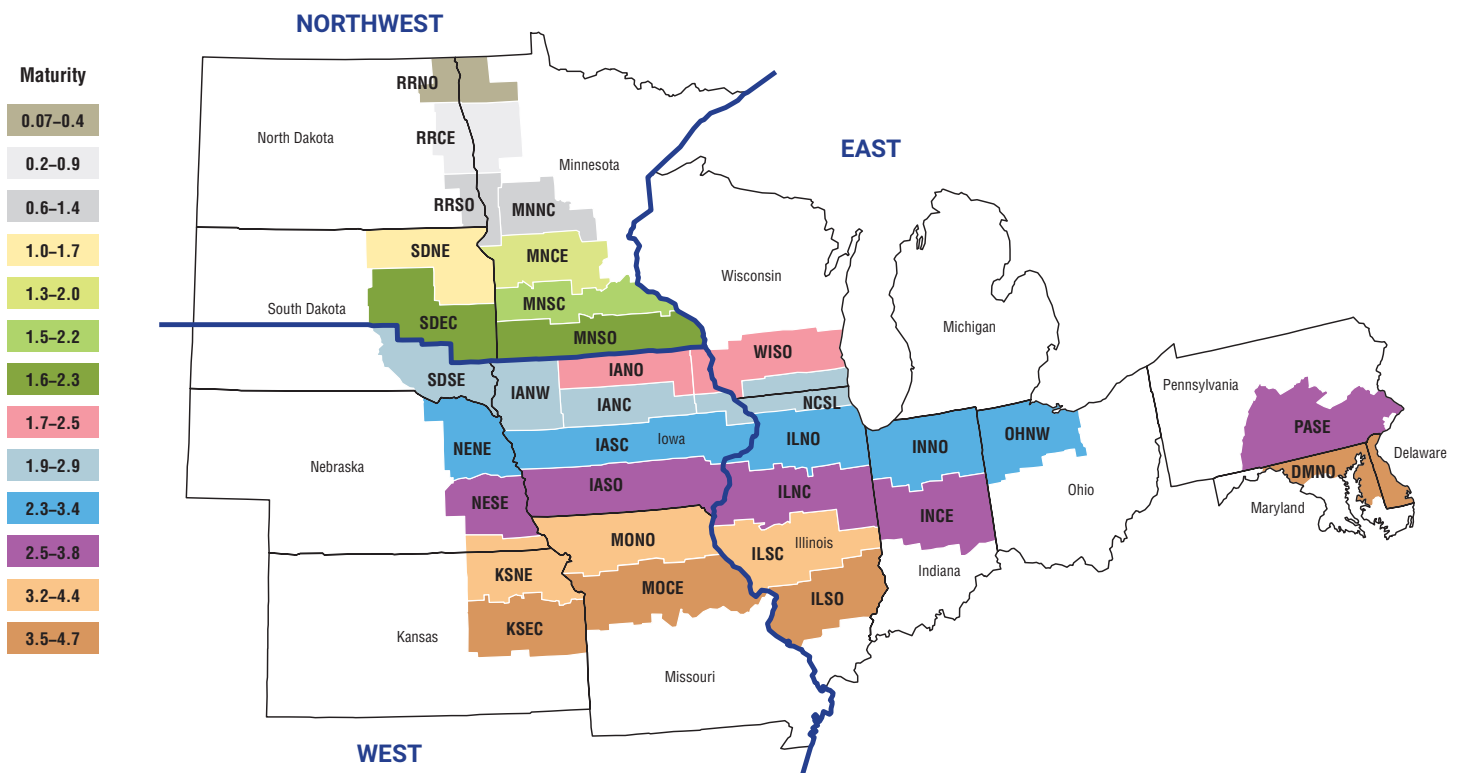 NORTHWEST
Maturity
0.07–0.4
0.2–0.9
0.6–1.4
1.0–1.7
1.3–2.0
1.5–2.2
1.6–2.3
1.7–2.5
1.9–2.9
2.3–3.4
2.5–3.8
3.2–4.4
3.5–4.7
RRNO
North Dakota
RRCE
Minnesota
EAST
RRSO
MNNC
SDNE
MNCE
Wisconsin
South Dakota
MNSC
SDEC
Michigan
MNSO
WISO
IANO
SDSE
IANW
IANC
NCSL
Pennsylvania
NENE
IASC
Iowa
ILNO
INNO
OHNW
PASE
Delaware
Nebraska
DMNO
NESE
IASO
ILNC
Ohio
Maryland
INCE
MONO
ILSC
Illinois
KSNE
Indiana
MOCE
ILSO
Kansas
KSEC
Missouri
WEST